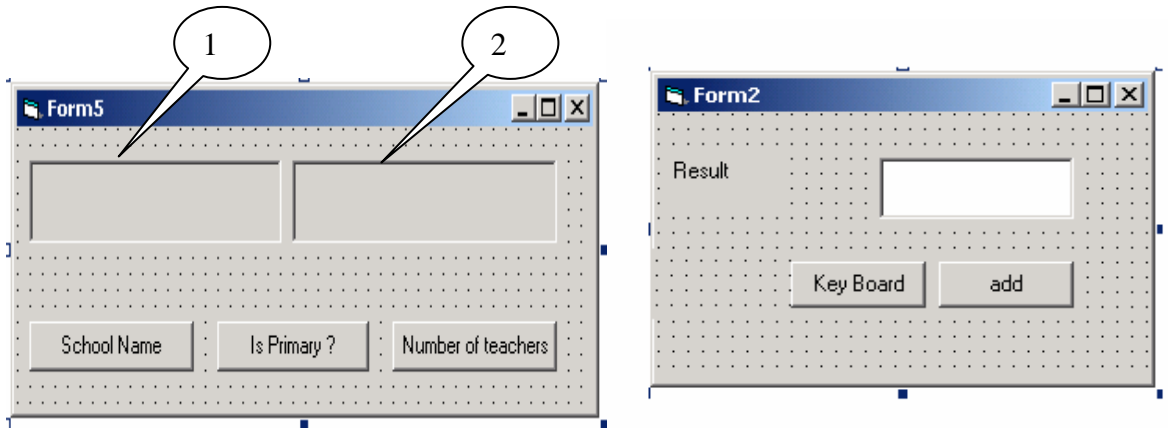 1
2
Form5
School Name
Is Primary ?
Number of teachers
Form2
Result
Key Board
add